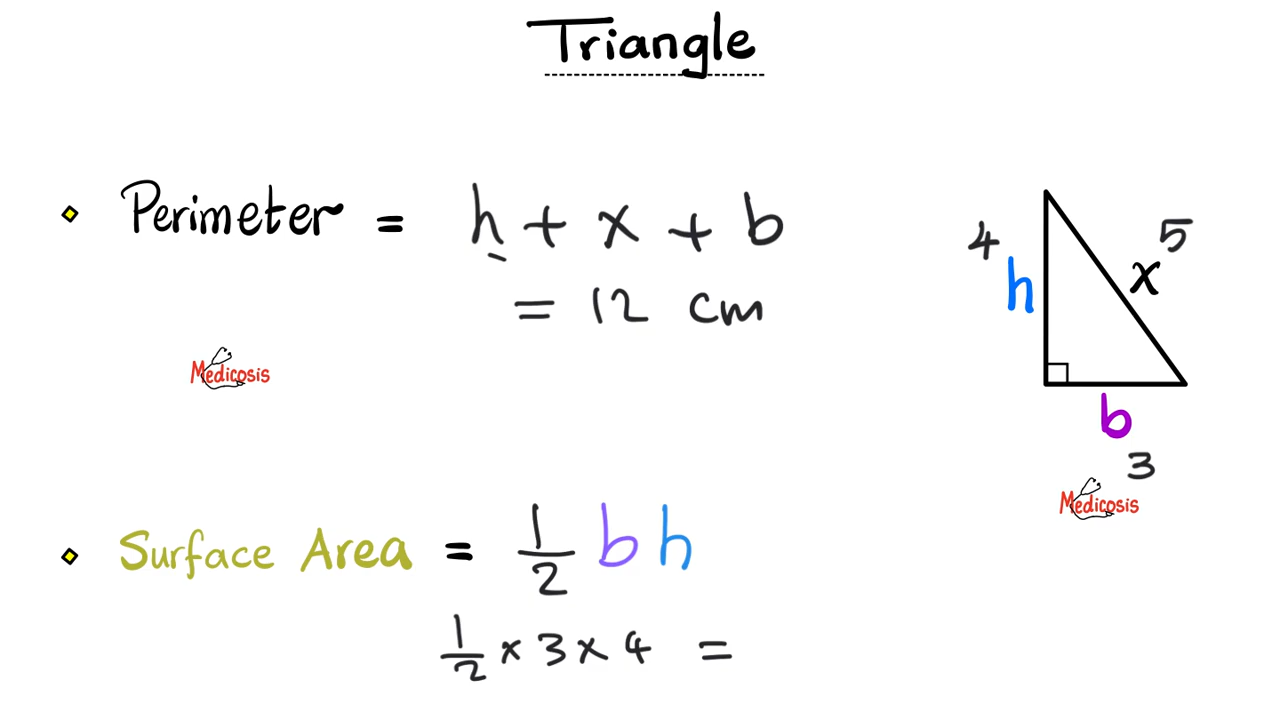 Triangle
Perimeter = h + x + b
= 12 cm
4
h
x
5
b
3
Medicosis
Medicosis
Surface Area = 1/2 b h
1/2 × 3 × 4 =